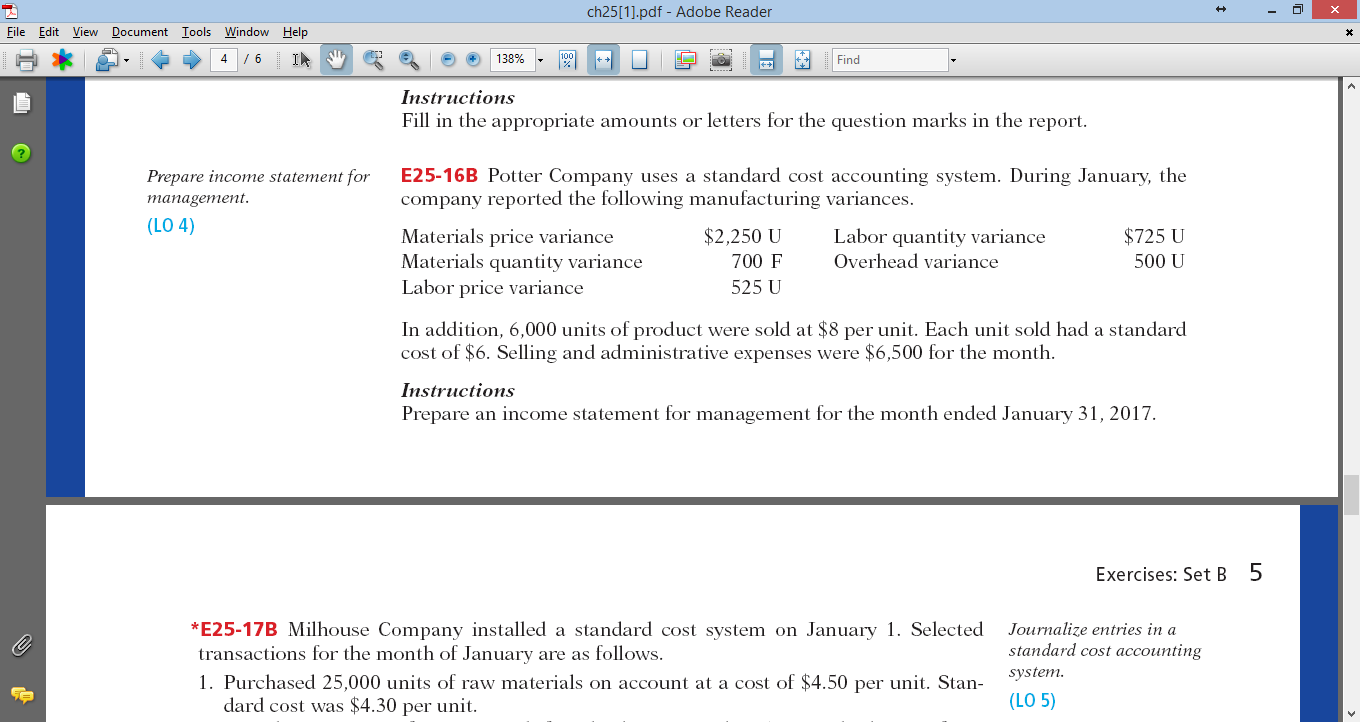 ch25[1].pdf - Adobe Reader
File Edit View Document Tools Window Help
4 / 6 138% Find
Instructions
Fill in the appropriate amounts or letters for the question marks in the report.
Prepare income statement for
management.
(LO 4)
E25-16B Potter Company uses a standard cost accounting system. During January, the
company reported the following manufacturing variances.
Materials price variance $2,250 U Labor quantity variance $725 U
Materials quantity variance 700 F Overhead variance 500 U
Labor price variance 525 U
In addition, 6,000 units of product were sold at $8 per unit. Each unit sold had a standard
cost of $6. Selling and administrative expenses were $6,500 for the month.
Instructions
Prepare an income statement for management for the month ended January 31, 2017.
Exercises: Set B 5
*E25-17B Milhouse Company installed a standard cost system on January 1. Selected
transactions for the month of January are as follows.
1. Purchased 25,000 units of raw materials on account at a cost of $4.50 per unit. Stan-
dard cost was $4.30 per unit.
Journalize entries in a
standard cost accounting
system.
(LO 5)